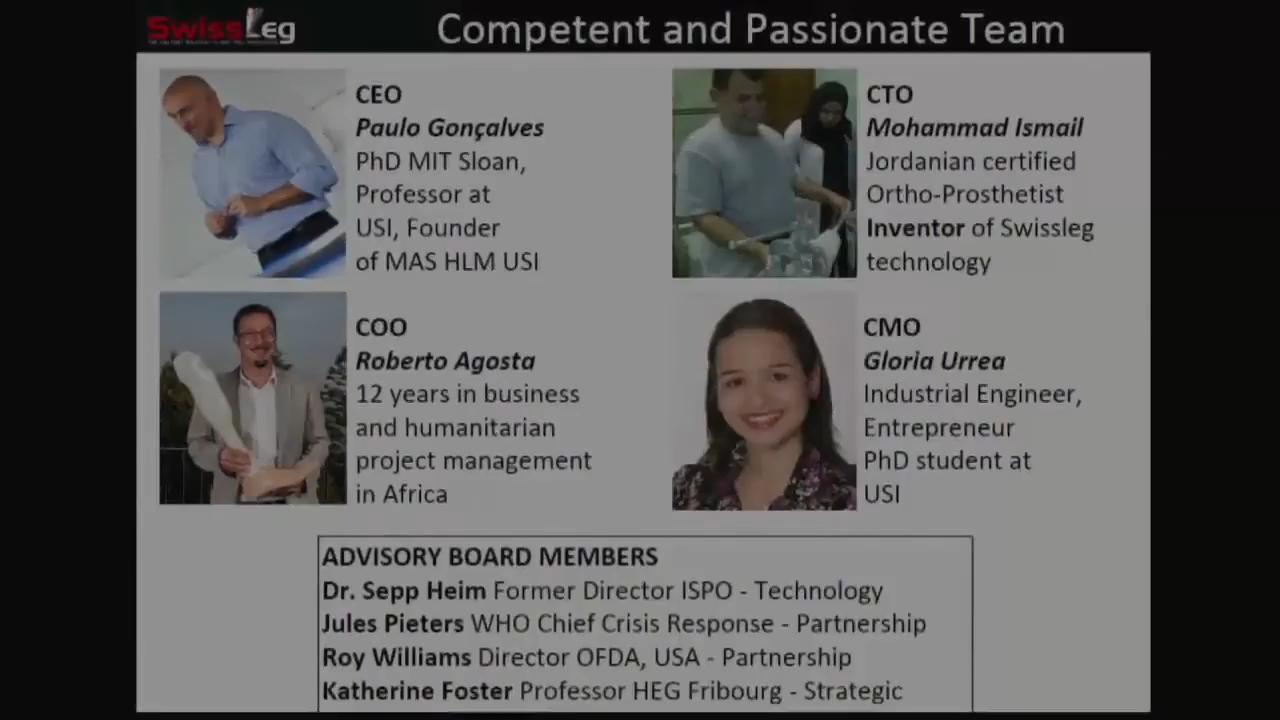 SwissLeg
Competent and Passionate Team
CEO
Paulo Gonçalves
PhD MIT Sloan,
Professor at
USI, Founder
of MAS HLM USI
CTO
Mohammad Ismail
Jordanian certified
Ortho-Prosthetist
Inventor of Swissleg
technology
COO
Roberto Agosta
12 years in business
and humanitarian
project management
in Africa
CMO
Gloria Urrea
Industrial Engineer,
Entrepreneur
PhD student at
USI
ADVISORY BOARD MEMBERS
Dr. Sepp Heim Former Director ISPO - Technology
Jules Pieters WHO Chief Crisis Response - Partnership
Roy Williams Director OFDA, USA - Partnership
Katherine Foster Professor HEG Fribourg - Strategic